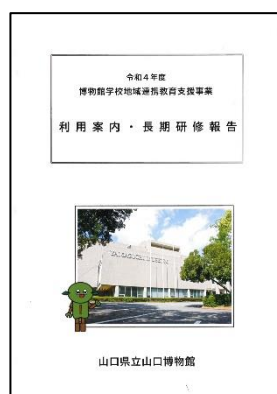 令和４年度
博物館学校地域連携教育支援事業
利用案内・長期研修報告
YAMAGUCHI MUSEUM
山口県立山口博物館